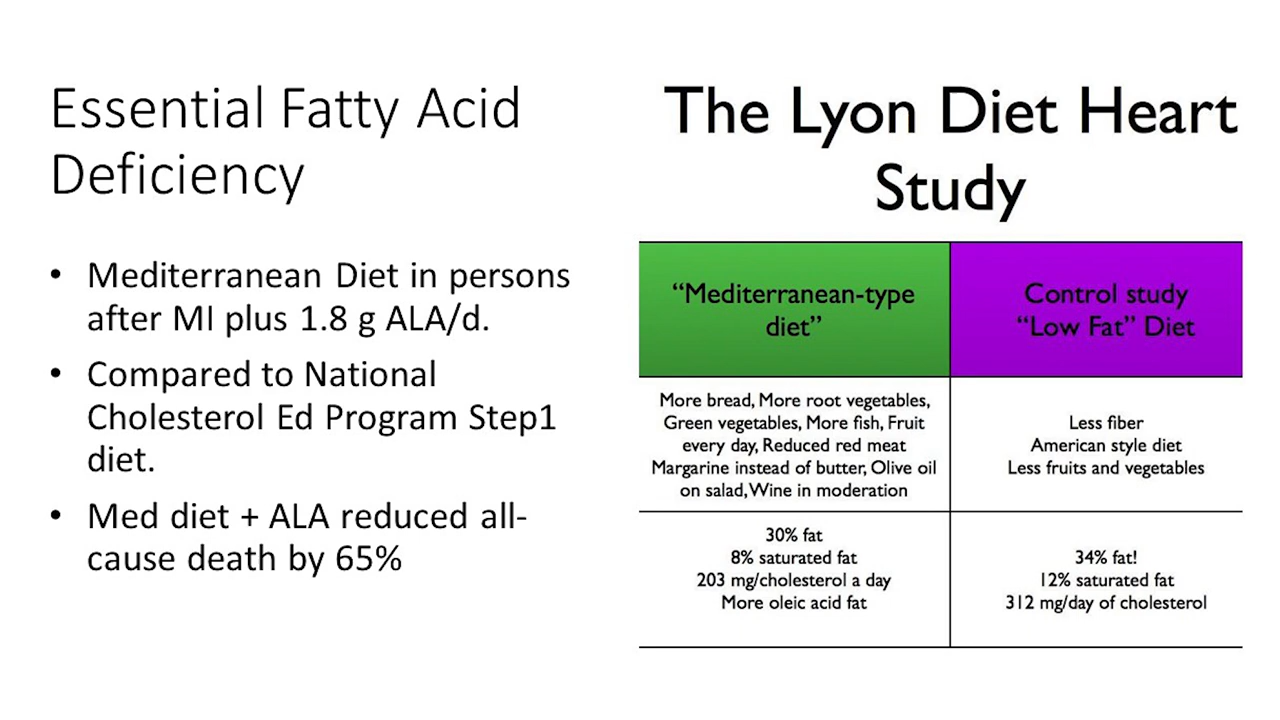 Essential Fatty Acid
Deficiency
• Mediterranean Diet in persons
after MI plus 1.8 g ALA/d.
• Compared to National
Cholesterol Ed Program Step1
diet.
• Med diet + ALA reduced all-
cause death by 65%
The Lyon Diet Heart
Study
“Mediterranean-type
diet”
Control study
“Low Fat” Diet
More bread, More root vegetables,
Green vegetables, More fish, Fruit
every day, Reduced red meat
Margarine instead of butter, Olive oil
on salad, Wine in moderation
Less fiber
American style diet
Less fruits and vegetables
30% fat
8% saturated fat
203 mg/cholesterol a day
More oleic acid fat
34% fat!
12% saturated fat
312 mg/day of cholesterol